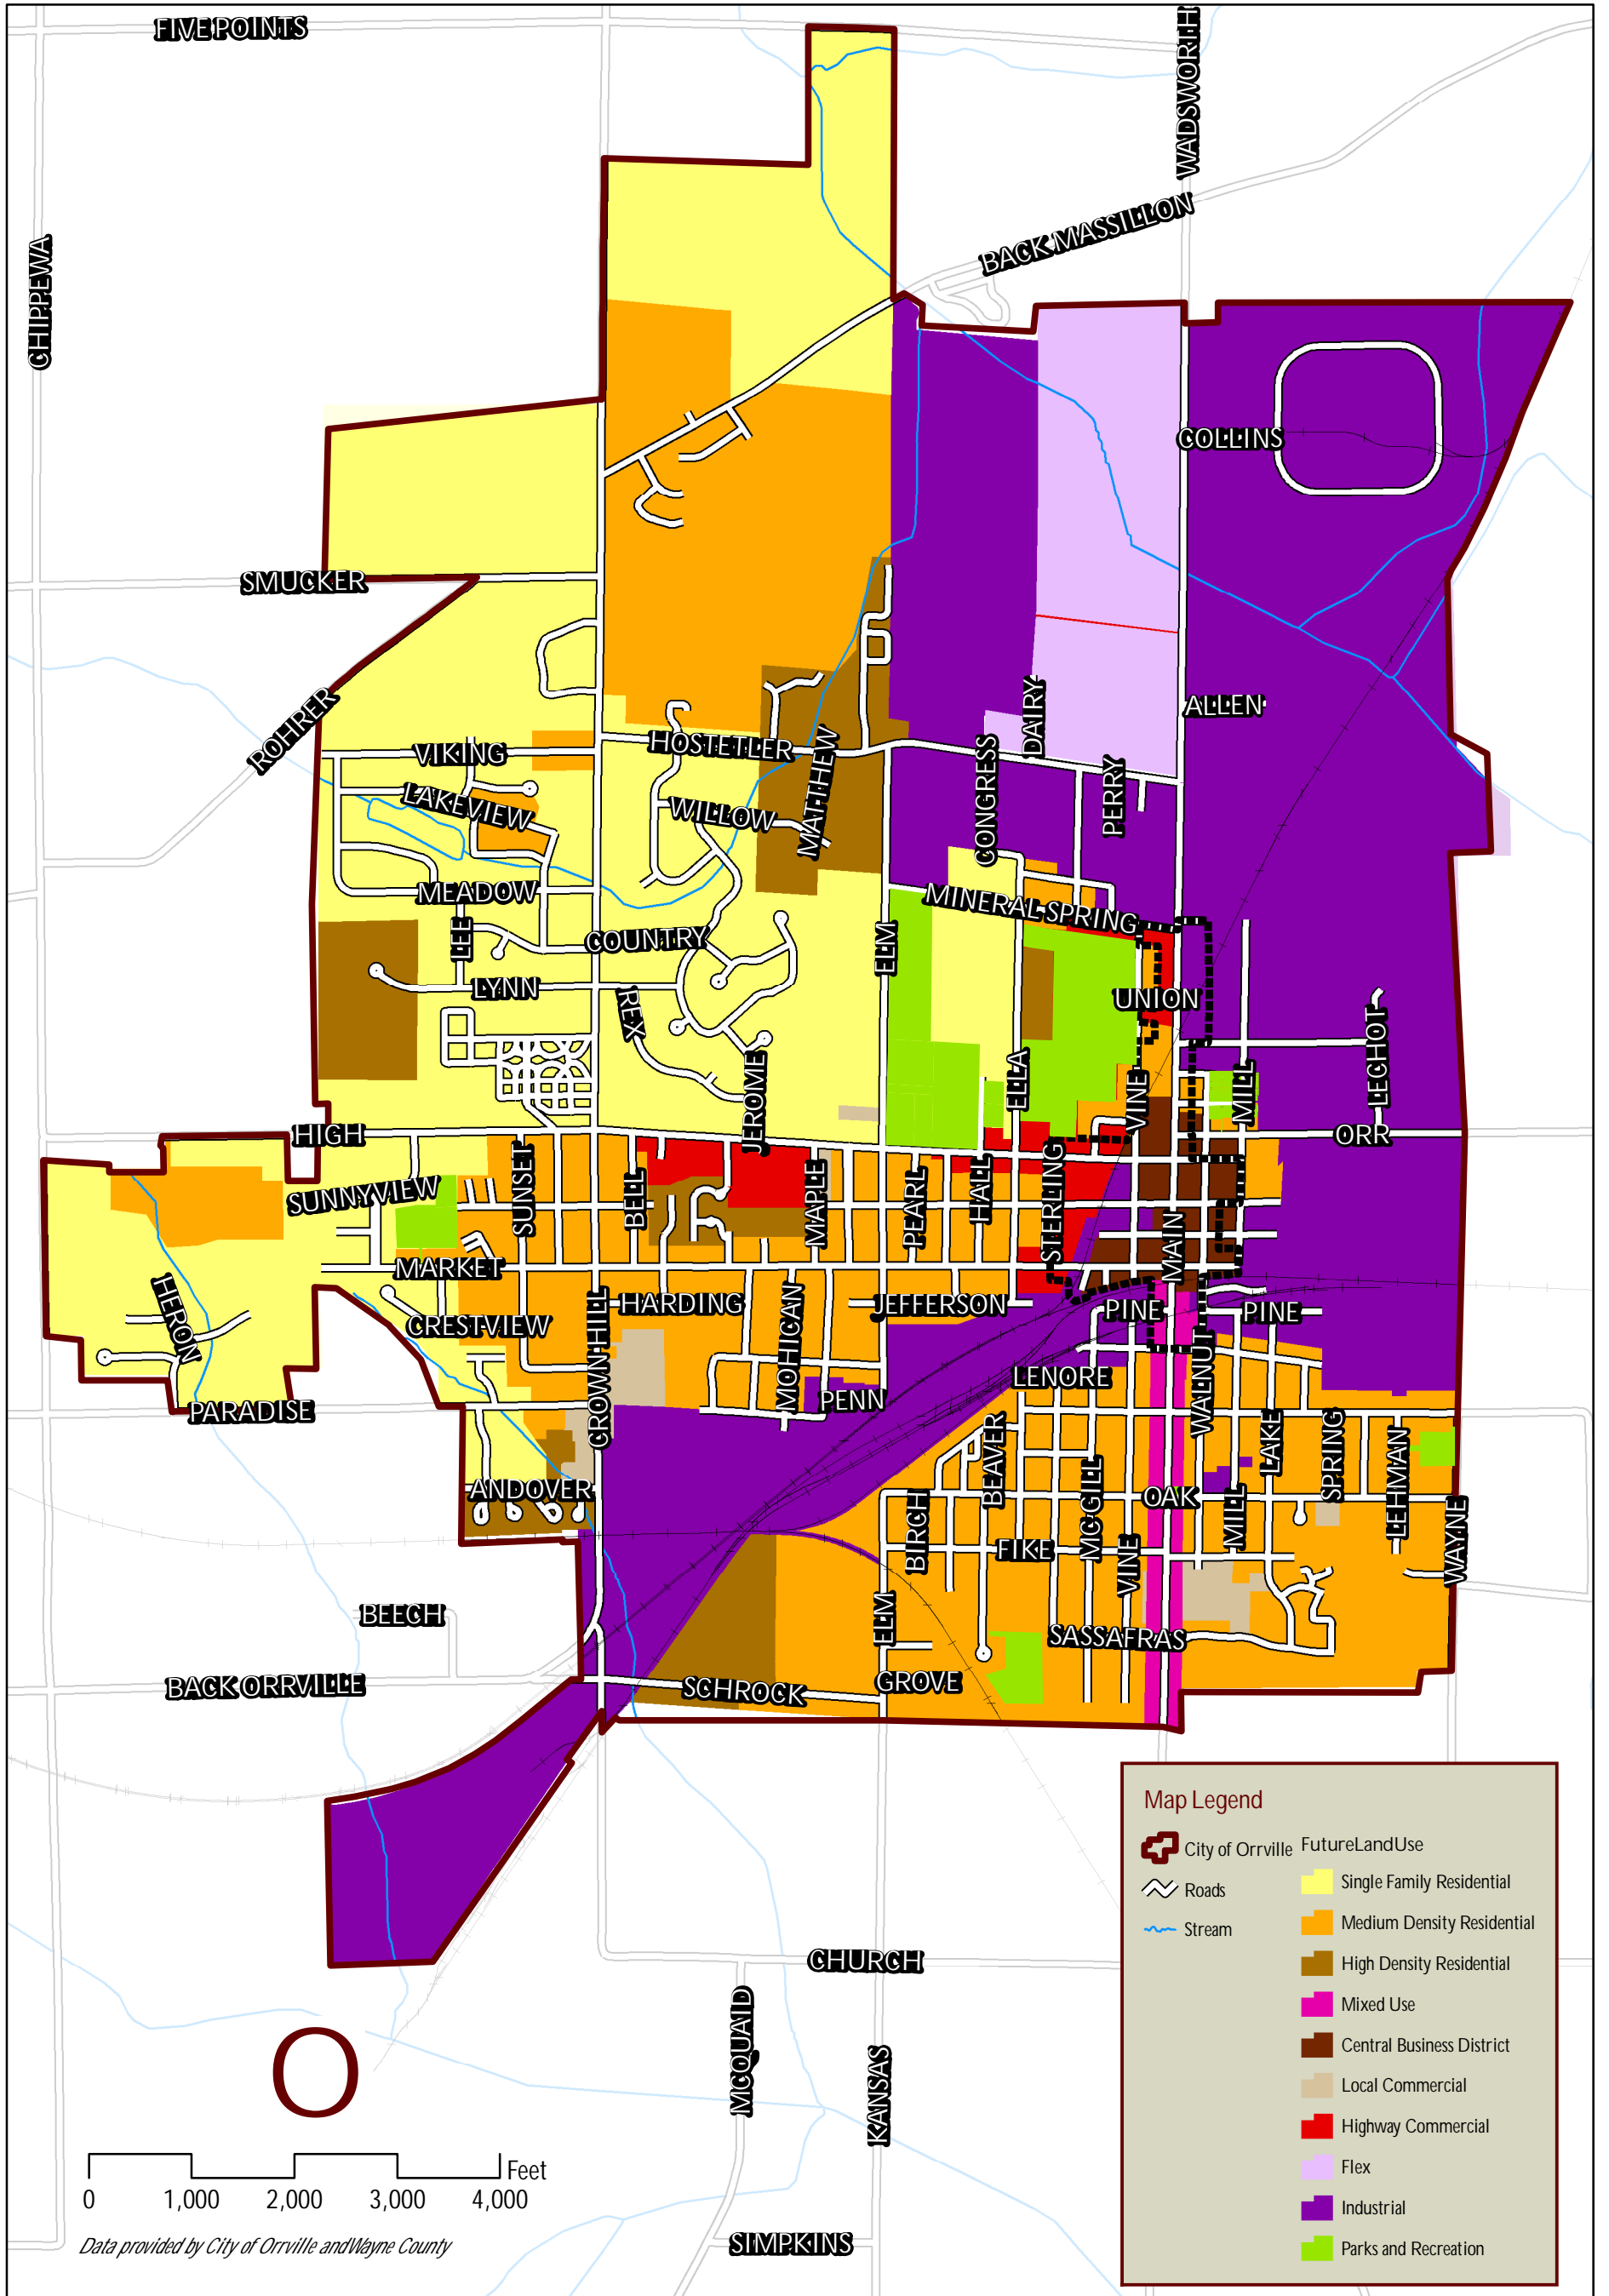 FIVE POINTS
WADSWORTH
BACK MASSILLON
CHIPPEWA
COLLINS
SMUCKER
ROHRER
DAIRY
ALLEN
VIKING
HOSTETLER
MATTHEW
CONGRESS
PERRY
LAKEVIEW
WILLOW
MEADOW
MINERAL SPRING
LEE
COUNTRY
ELM
LYNN
REX
UNION
LEGHOT
JEROME
ELLA
VINE
MILL
HIGH
ORR
SUNNYVIEW
SUNSET
BELL
MAPLE
PEARL
HALL
STERLING
MAIN
MARKET
HERON
CRESTVIEW
CROWN HILL
HARDING
MOHICAN
JEFFERSON
PINE
PINE
WALNUT
LENORE
PENN
PARADISE
BEAVER
LAKE
SPRING
LEHMAN
ANDOVER
BIRCH
MCGILL
OAK
MILL
WAYNE
FIKE
VINE
BEECH
ELM
SASSAFRAS
BACK ORRVILLE
SCHROCK
GROVE
CHURCH
MCQUAID
KANSAS
SIMPKINS
Map Legend
City of Orrville
Roads
Stream
FutureLandUse
Single Family Residential
Medium Density Residential
High Density Residential
Mixed Use
Central Business District
Local Commercial
Highway Commercial
Flex
Industrial
Parks and Recreation
O
Feet
0 1,000 2,000 3,000 4,000
Data provided by City of Orrville and Wayne County